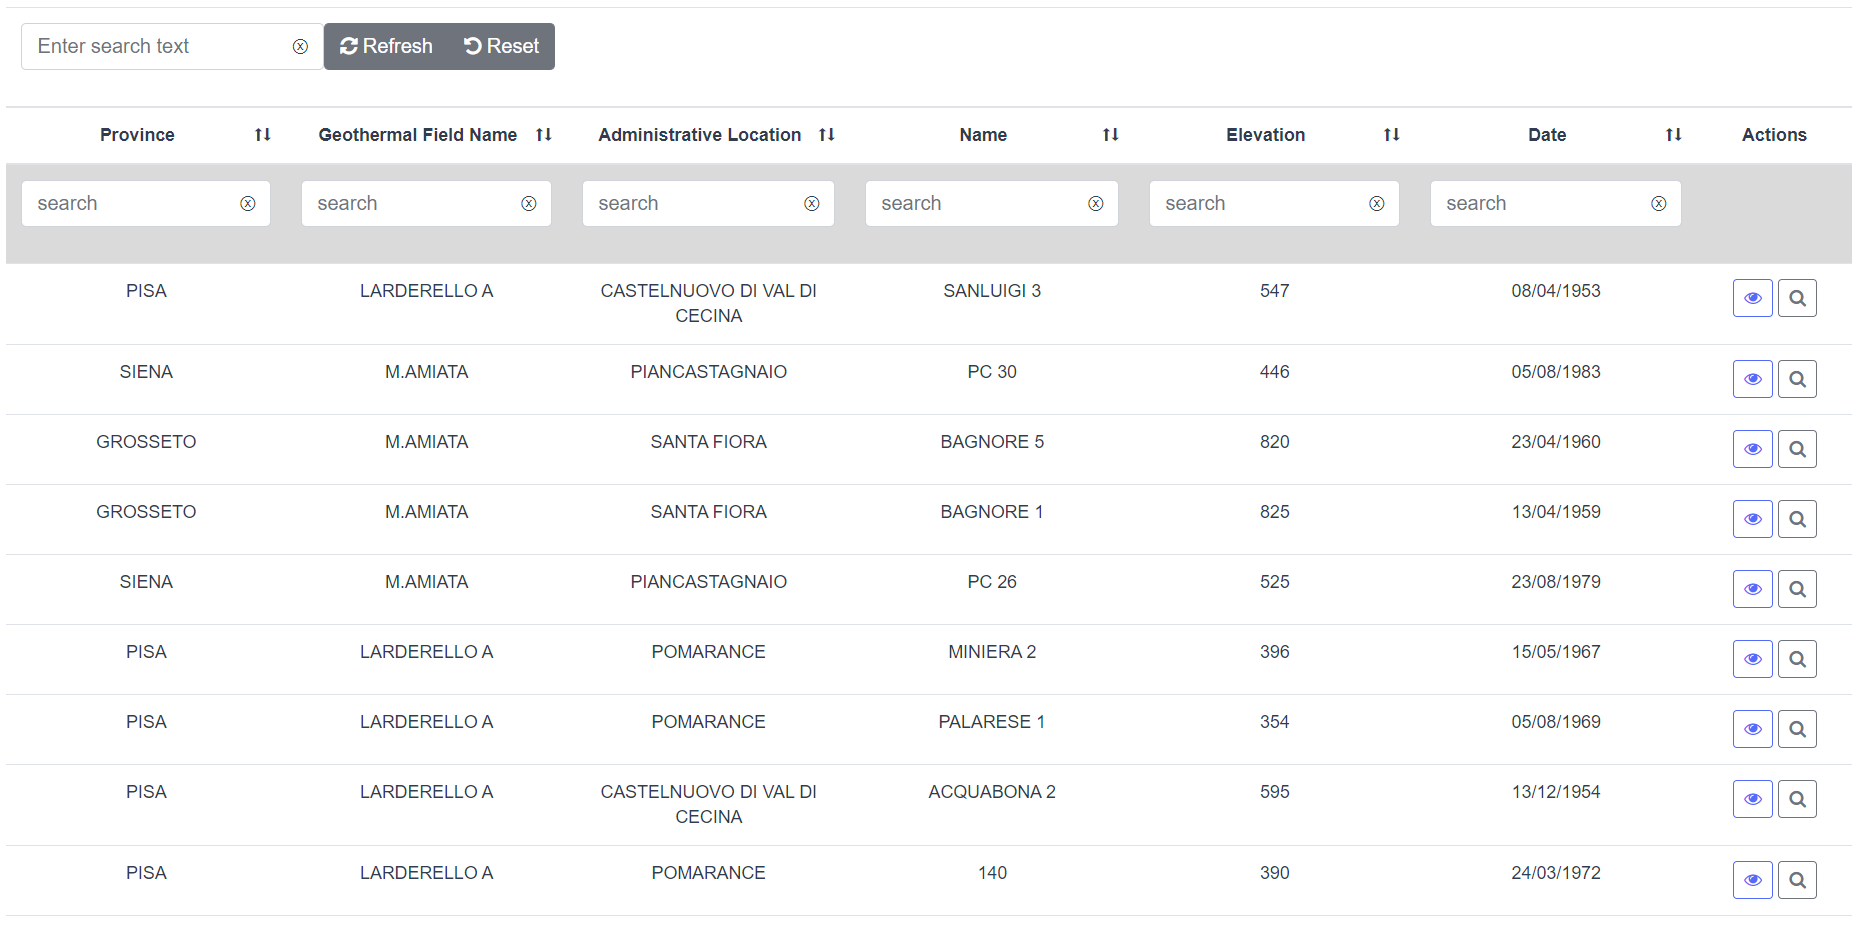 Enter search text Refresh Reset
Province Geothermal Field Name Administrative Location Name Elevation Date Actions
search search search search search search
PISA LARDERELLO A CASTELNUOVO DI VAL DI SANLUIGI 3 547 08/04/1953
CECINA
SIENA M.AMIATA PIANCASTAGNAIO PC 30 446 05/08/1983
GROSSETO M.AMIATA SANTA FIORA BAGNORE 5 820 23/04/1960
GROSSETO M.AMIATA SANTA FIORA BAGNORE 1 825 13/04/1959
SIENA M.AMIATA PIANCASTAGNAIO PC 26 525 23/08/1979
PISA LARDERELLO A POMARANCE MINIERA 2 396 15/05/1967
PISA LARDERELLO A POMARANCE PALARESE 1 354 05/08/1969
PISA LARDERELLO A CASTELNUOVO DI VAL DI ACQUABONA 2 595 13/12/1954
CECINA
PISA LARDERELLO A POMARANCE 140 390 24/03/1972